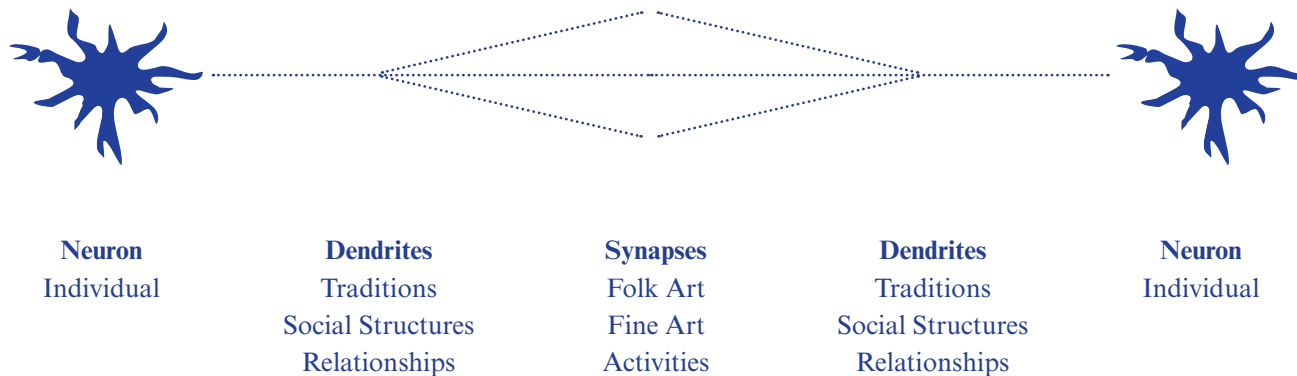 Neuron Dendrites Synapses Dendrites Neuron
Individual Traditions Folk Art Traditions Individual
Social Structures Fine Art Social Structures
Relationships Activities Relationships